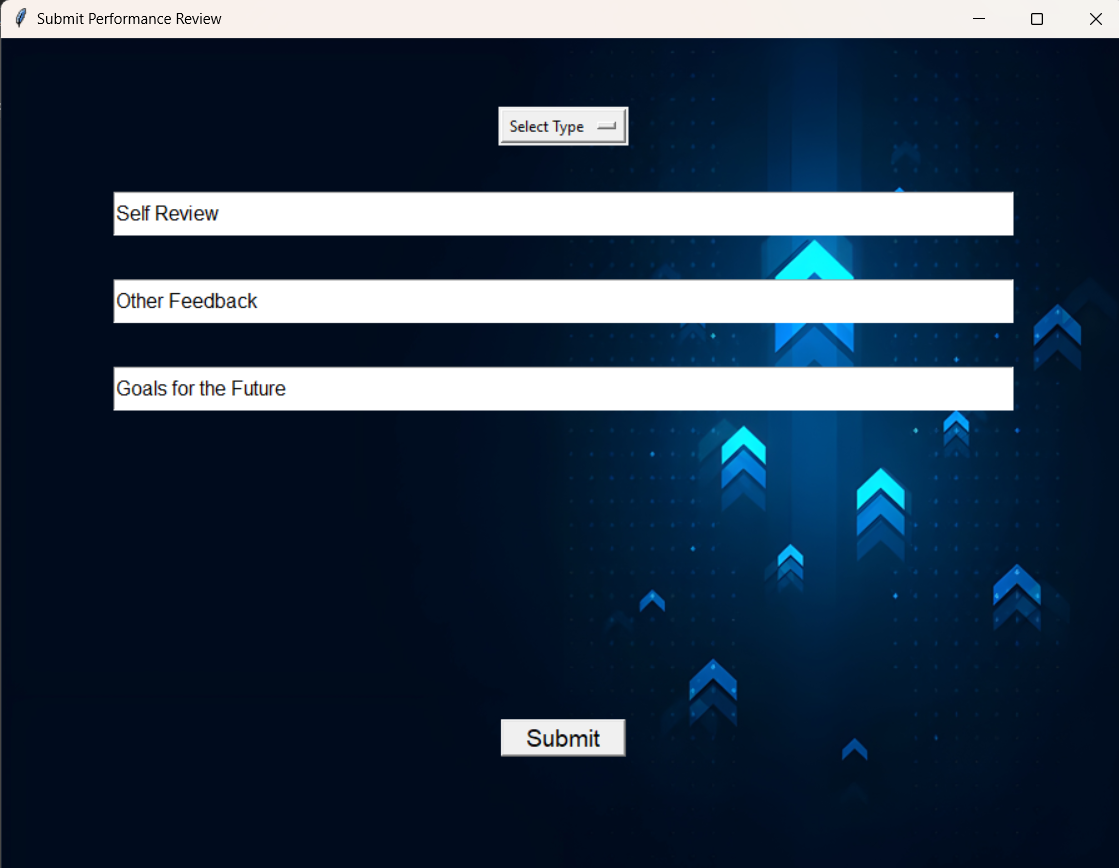 Submit Performance Review
Select Type
Self Review
Other Feedback
Goals for the Future
Submit